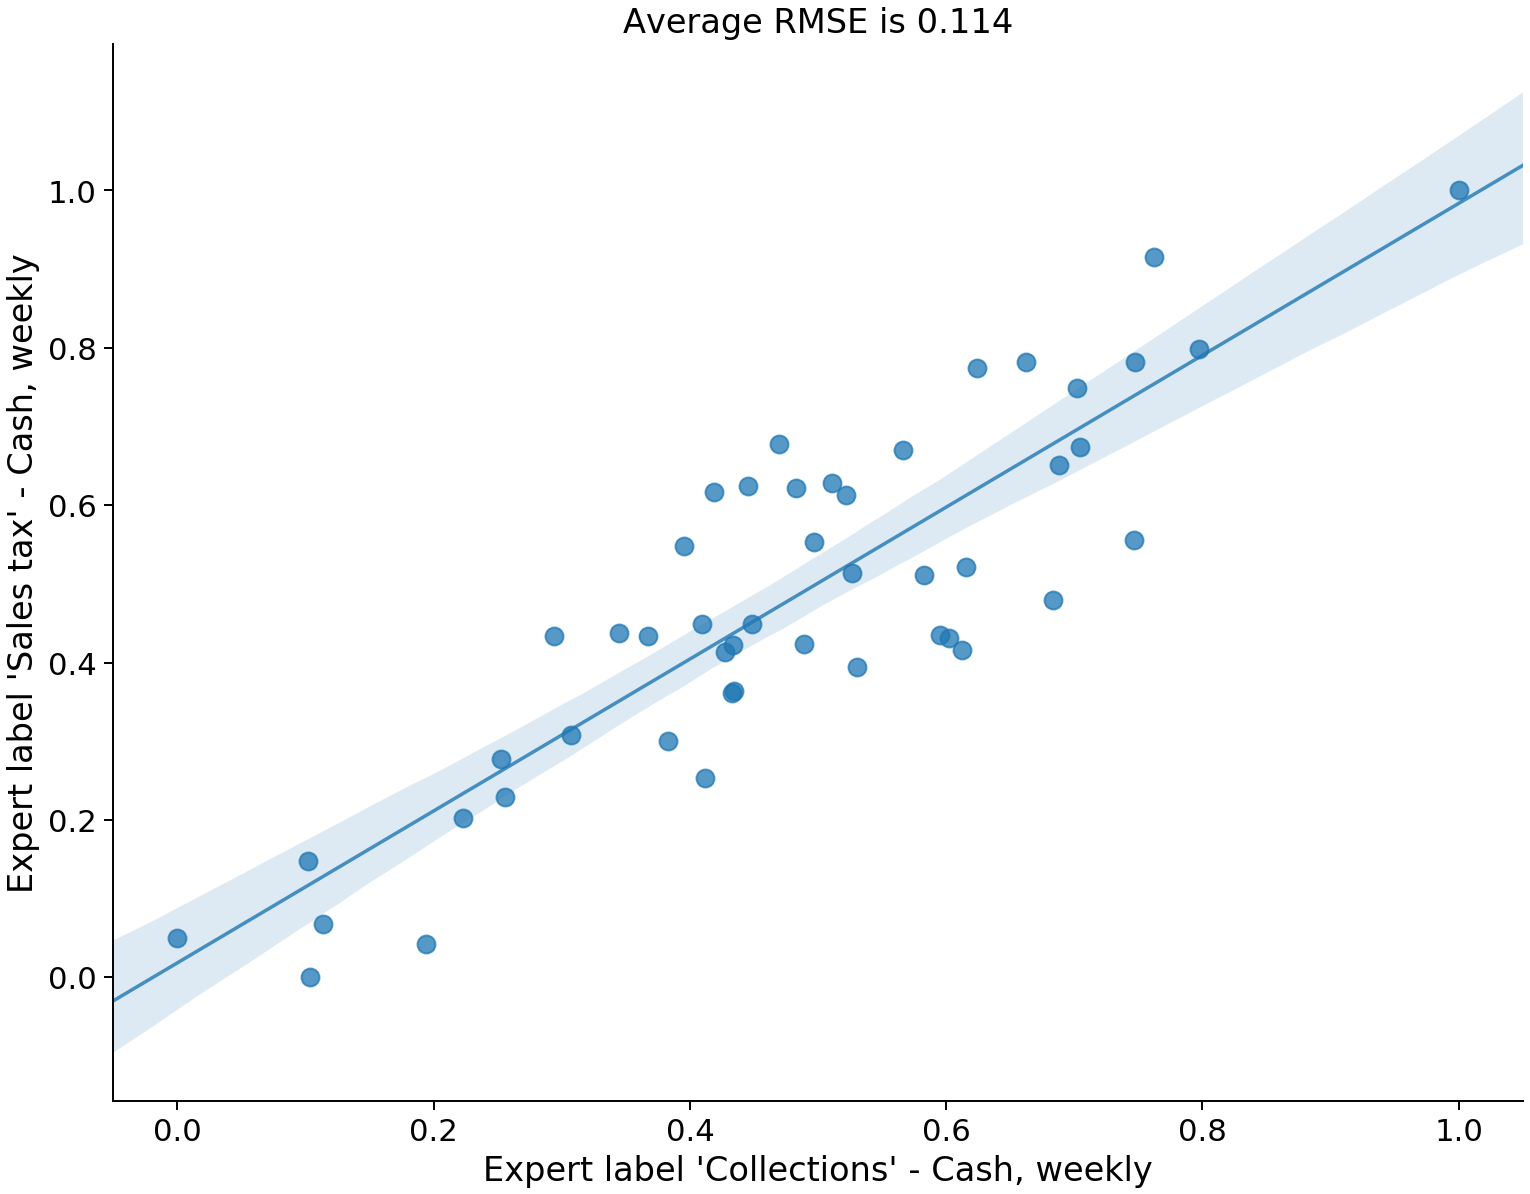 Average RMSE is 0.114
Expert label 'Sales tax' - Cash, weekly
1.0
0.8
0.6
0.4
0.2
0.0
0.0 0.2 0.4 0.6 0.8 1.0
Expert label 'Collections' - Cash, weekly